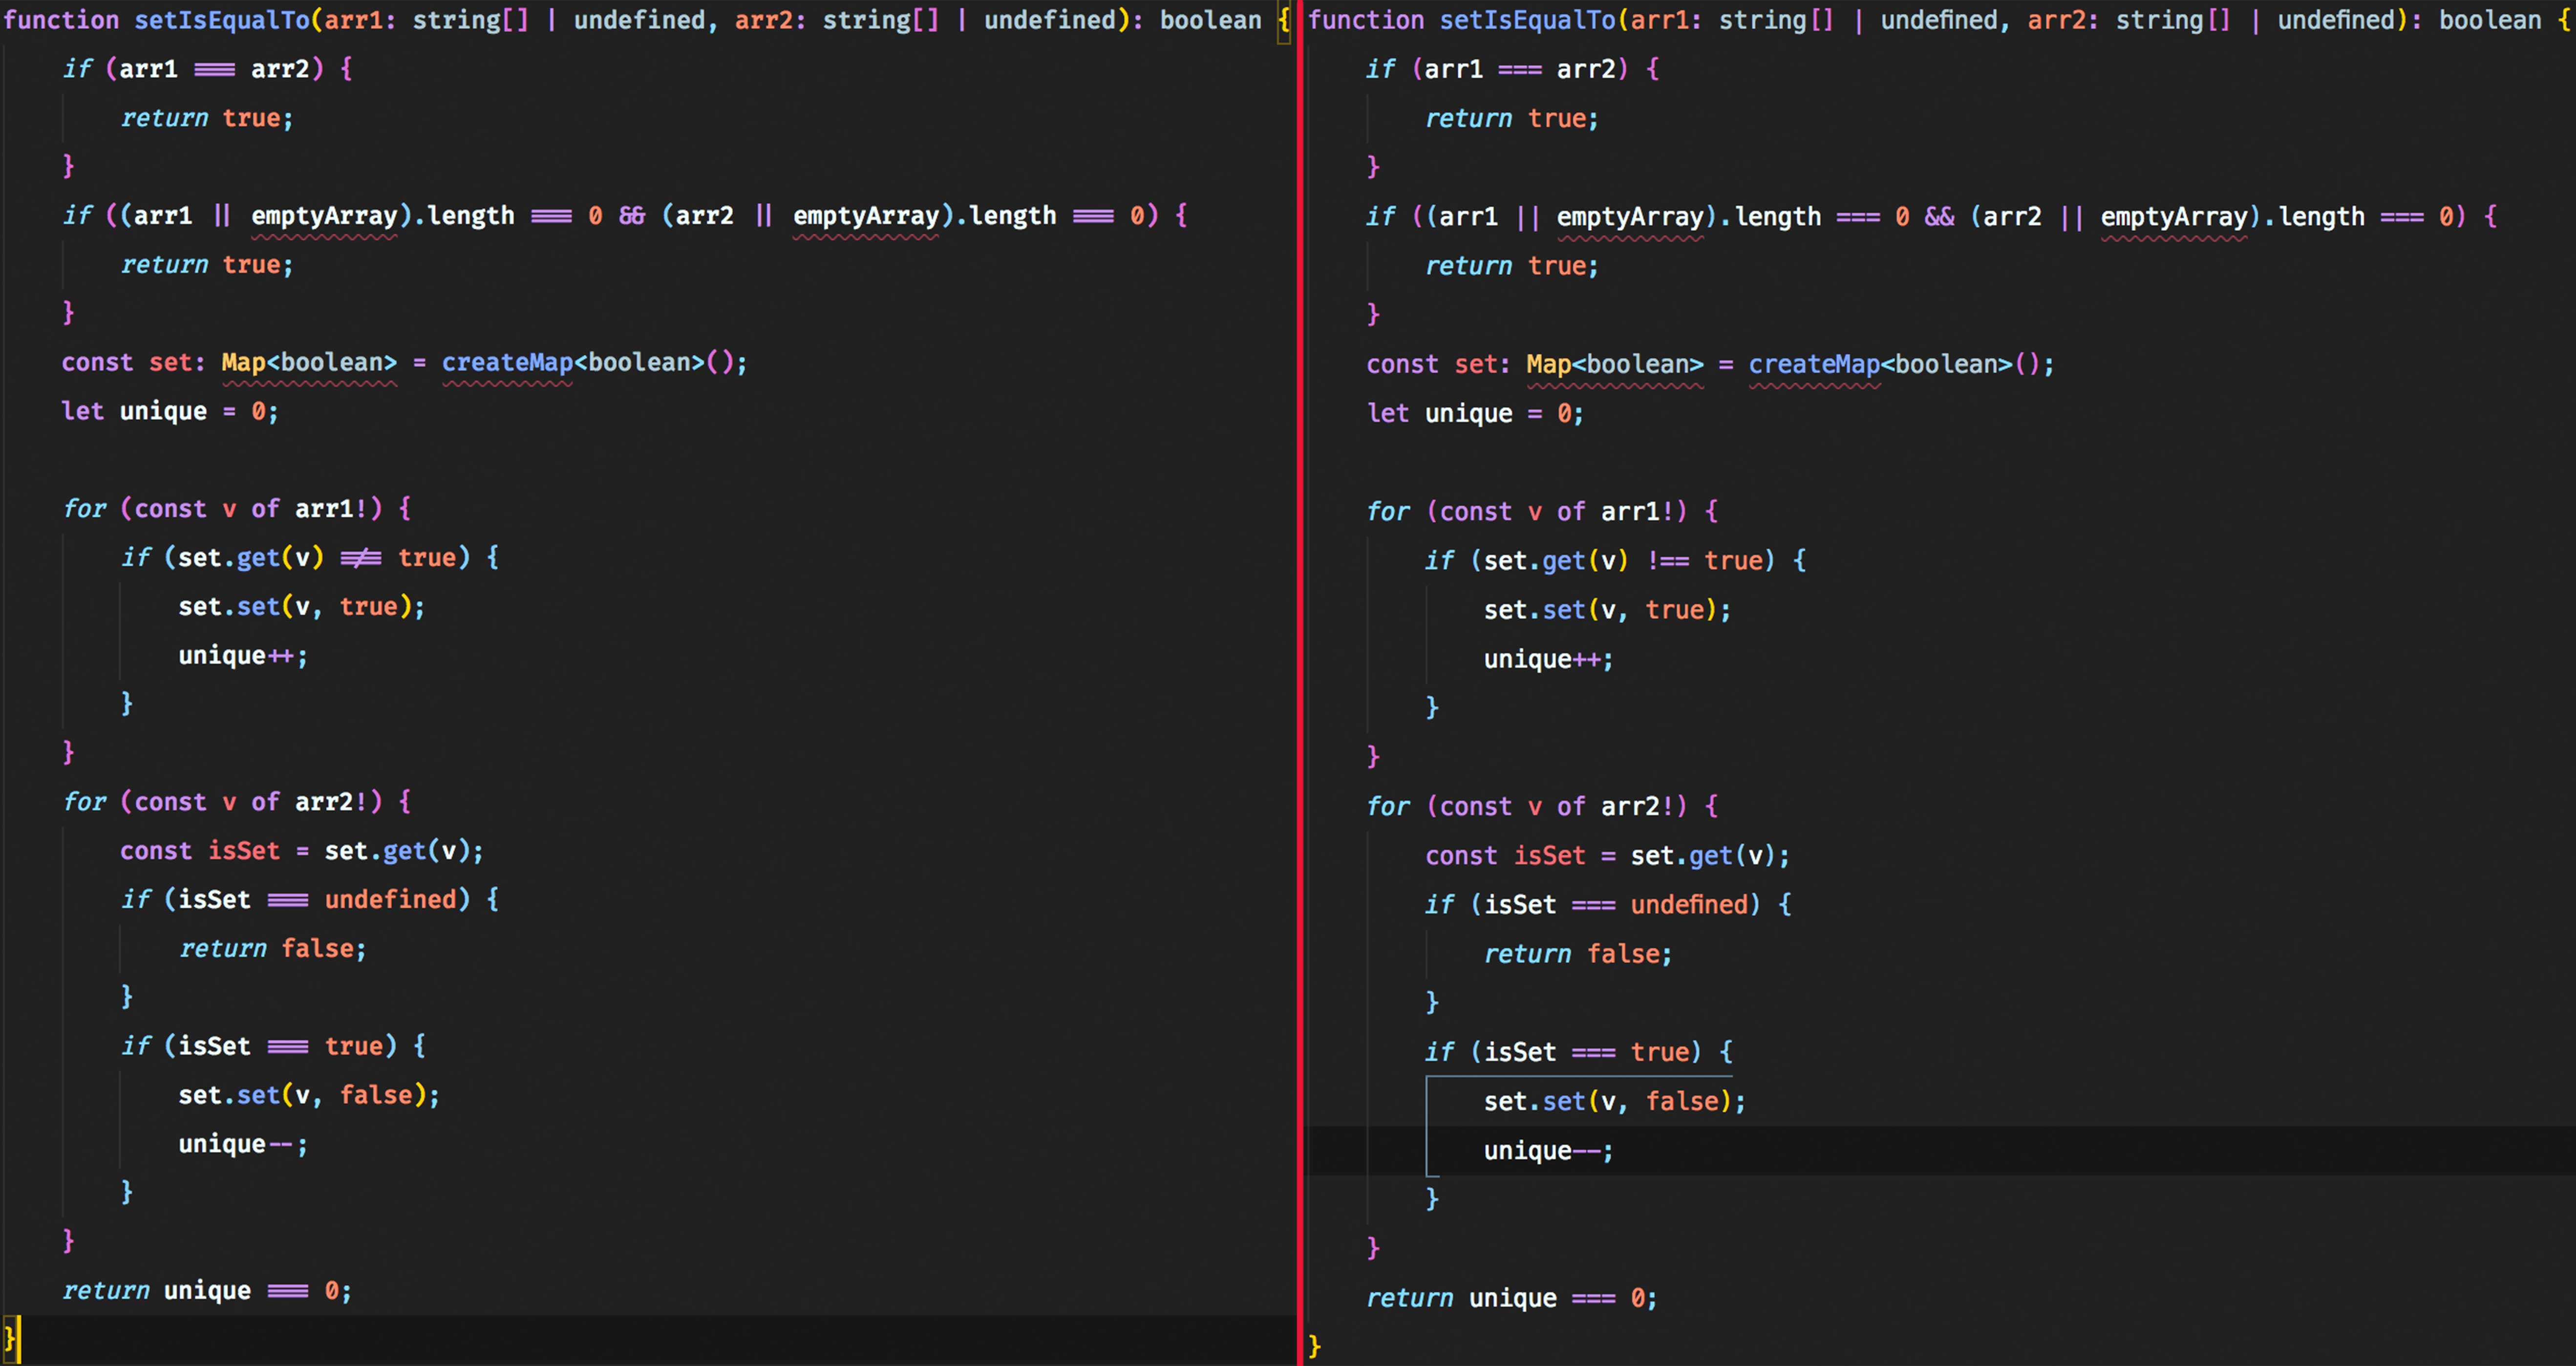 function setIsEqualTo(arr1: string[] | undefined, arr2: string[] | undefined): boolean {
if (arr1 === arr2) {
return true;
}
if ((arr1 || emptyArray).length === 0 && (arr2 || emptyArray).length === 0) {
return true;
}
const set: Map<boolean> = createMap<boolean>();
let unique = 0;
for (const v of arr1!) {
if (set.get(v) !== true) {
set.set(v, true);
unique++;
}
}
for (const v of arr2!) {
const isSet = set.get(v);
if (isSet === undefined) {
return false;
}
if (isSet === true) {
set.set(v, false);
unique--;
}
}
return unique === 0;
}
function setIsEqualTo(arr1: string[] | undefined, arr2: string[] | undefined): boolean {
if (arr1 === arr2) {
return true;
}
if ((arr1 || emptyArray).length === 0 && (arr2 || emptyArray).length === 0) {
return true;
}
const set: Map<boolean> = createMap<boolean>();
let unique = 0;
for (const v of arr1!) {
if (set.get(v) !== true) {
set.set(v, true);
unique++;
}
}
for (const v of arr2!) {
const isSet = set.get(v);
if (isSet === undefined) {
return false;
}
if (isSet === true) {
set.set(v, false);
unique--;
}
}
return unique === 0;
}